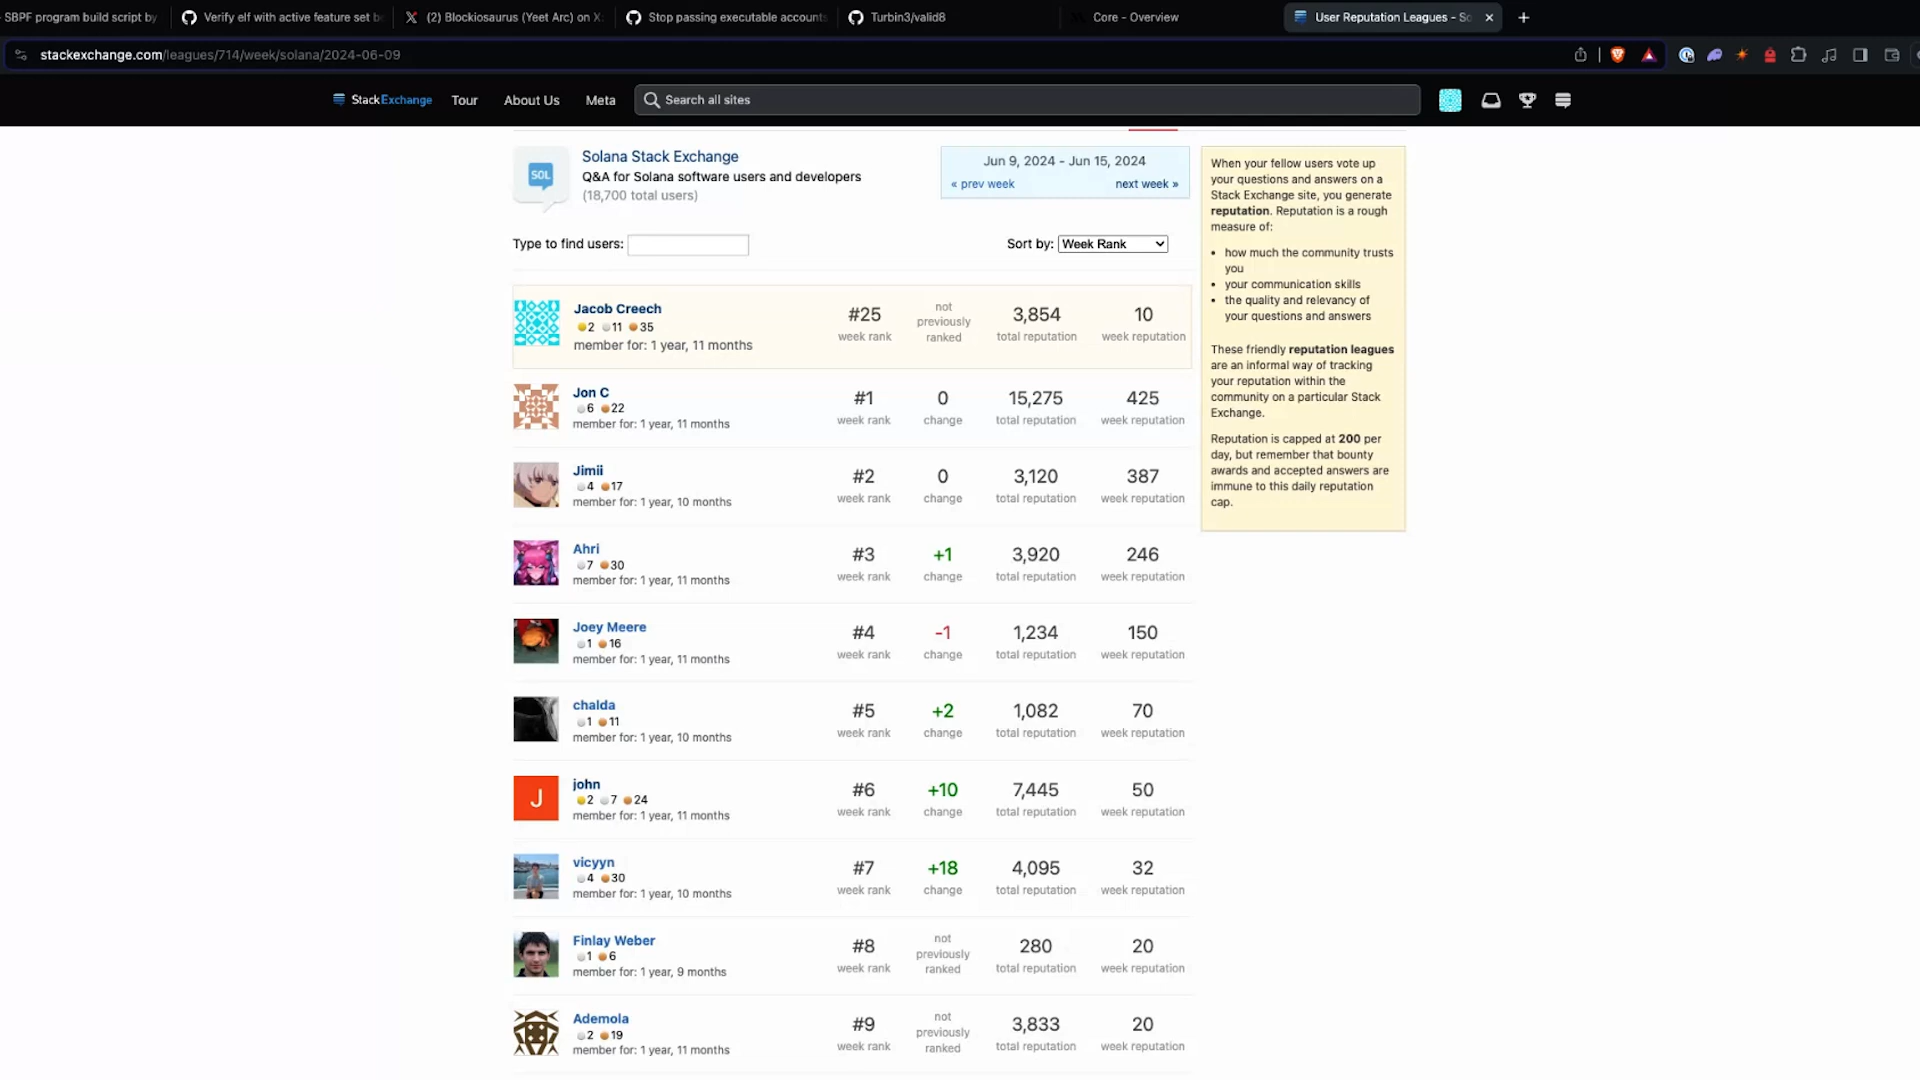 SBPF program build script by
Verify elf with active feature set b
(2) Blockiosaurus (Yeet Arc) on X
Stop passing executable accounts
Turbin3/valid8
Core - Overview
User Reputation Leagues - So
stackexchange.com/leagues/714/week/solana/2024-06-09
StackExchange
Tour
About Us
Meta
Search all sites
SOL
Solana Stack Exchange
Q&A for Solana software users and developers
(18,700 total users)
Jun 9, 2024 - Jun 15, 2024
« prev week
next week »
Type to find users:
Sort by: Week Rank
Jacob Creech
2 11 35
member for: 1 year, 11 months
#25
week rank
not
previously
ranked
3,854
total reputation
10
week reputation
Jon C
6 22
member for: 1 year, 11 months
#1
week rank
0
change
15,275
total reputation
425
week reputation
Jimii
4 17
member for: 1 year, 10 months
#2
week rank
0
change
3,120
total reputation
387
week reputation
Ahri
7 30
member for: 1 year, 11 months
#3
week rank
+1
change
3,920
total reputation
246
week reputation
Joey Meere
1 16
member for: 1 year, 11 months
#4
week rank
-1
change
1,234
total reputation
150
week reputation
chalda
1 11
member for: 1 year, 10 months
#5
week rank
+2
change
1,082
total reputation
70
week reputation
J
john
2 7 24
member for: 1 year, 11 months
#6
week rank
+10
change
7,445
total reputation
50
week reputation
vicyyn
4 30
member for: 1 year, 10 months
#7
week rank
+18
change
4,095
total reputation
32
week reputation
Finlay Weber
1 6
member for: 1 year, 9 months
#8
week rank
not
previously
ranked
280
total reputation
20
week reputation
Ademola
2 19
member for: 1 year, 11 months
#9
week rank
not
previously
ranked
3,833
total reputation
20
week reputation
When your fellow users vote up
your questions and answers on a
Stack Exchange site, you generate
reputation. Reputation is a rough
measure of:
• how much the community trusts
you
• your communication skills
• the quality and relevancy of
your questions and answers
These friendly reputation leagues
are an informal way of tracking
your reputation within the
community on a particular Stack
Exchange.
Reputation is capped at 200 per
day, but remember that bounty
awards and accepted answers are
immune to this daily reputation
cap.